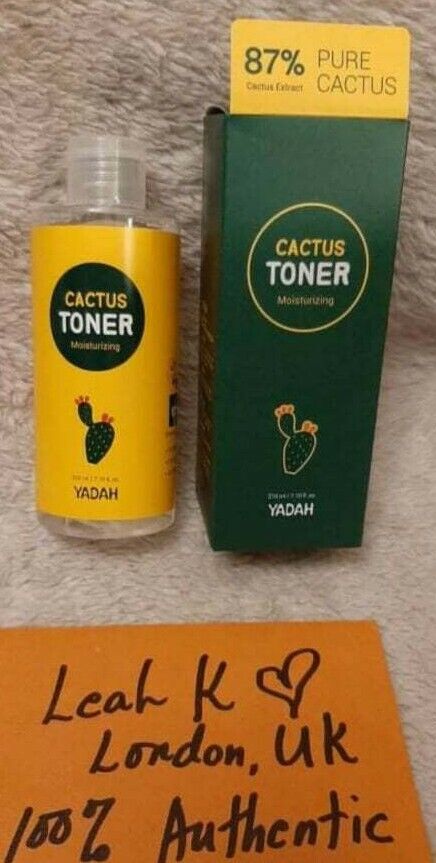 87%
Cactus Extract
PURE
CACTUS
CACTUS
TONER
Moisturizing
YADAH
CACTUS
TONER
Moisturizing
YADAH
Leah K ♡
London, UK
100% Authentic